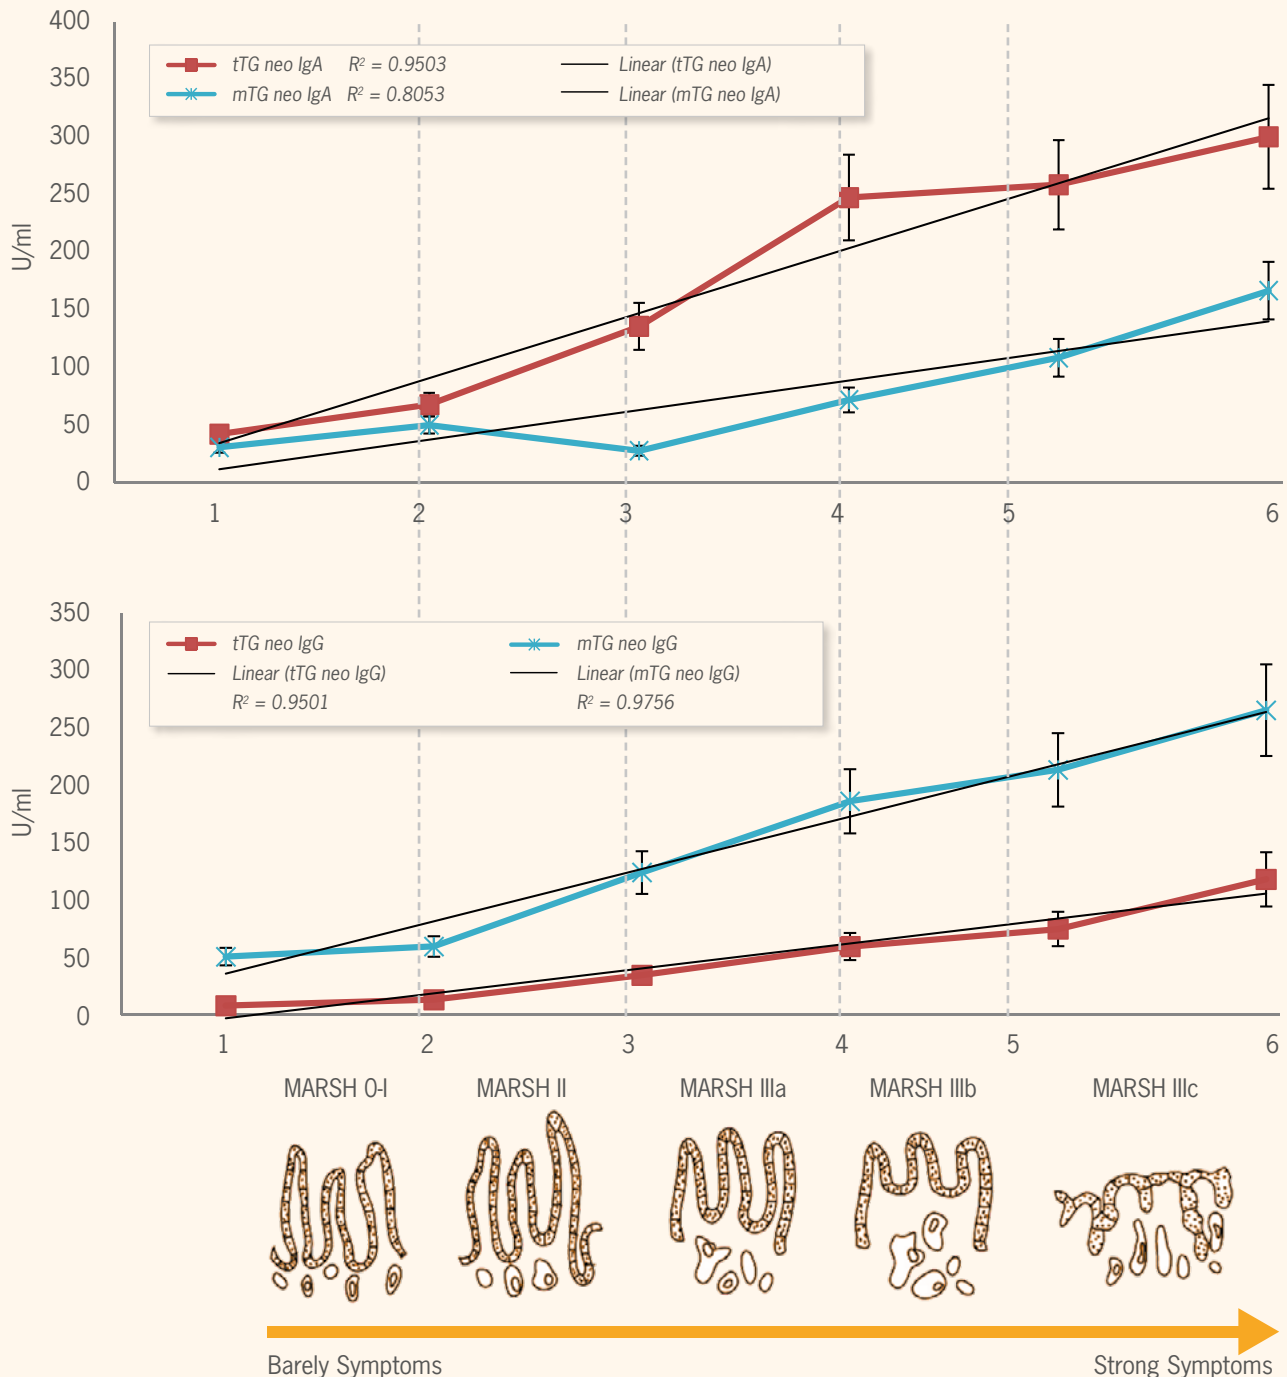 400
350
300
250
200
150
100
50
0
U/ml
tTG neo IgA R² = 0.9503 Linear (tTG neo IgA)
mTG neo IgA R² = 0.8053 Linear (mTG neo IgA)
1 2 3 4 5 6
350
300
250
200
150
100
50
0
U/ml
tTG neo IgG mTG neo IgG
Linear (tTG neo IgG) Linear (mTG neo IgG)
R² = 0.9501 R² = 0.9756
1 2 3 4 5 6
MARSH 0-I MARSH II MARSH IIIa MARSH IIIb MARSH IIIc
Barely Symptoms Strong Symptoms